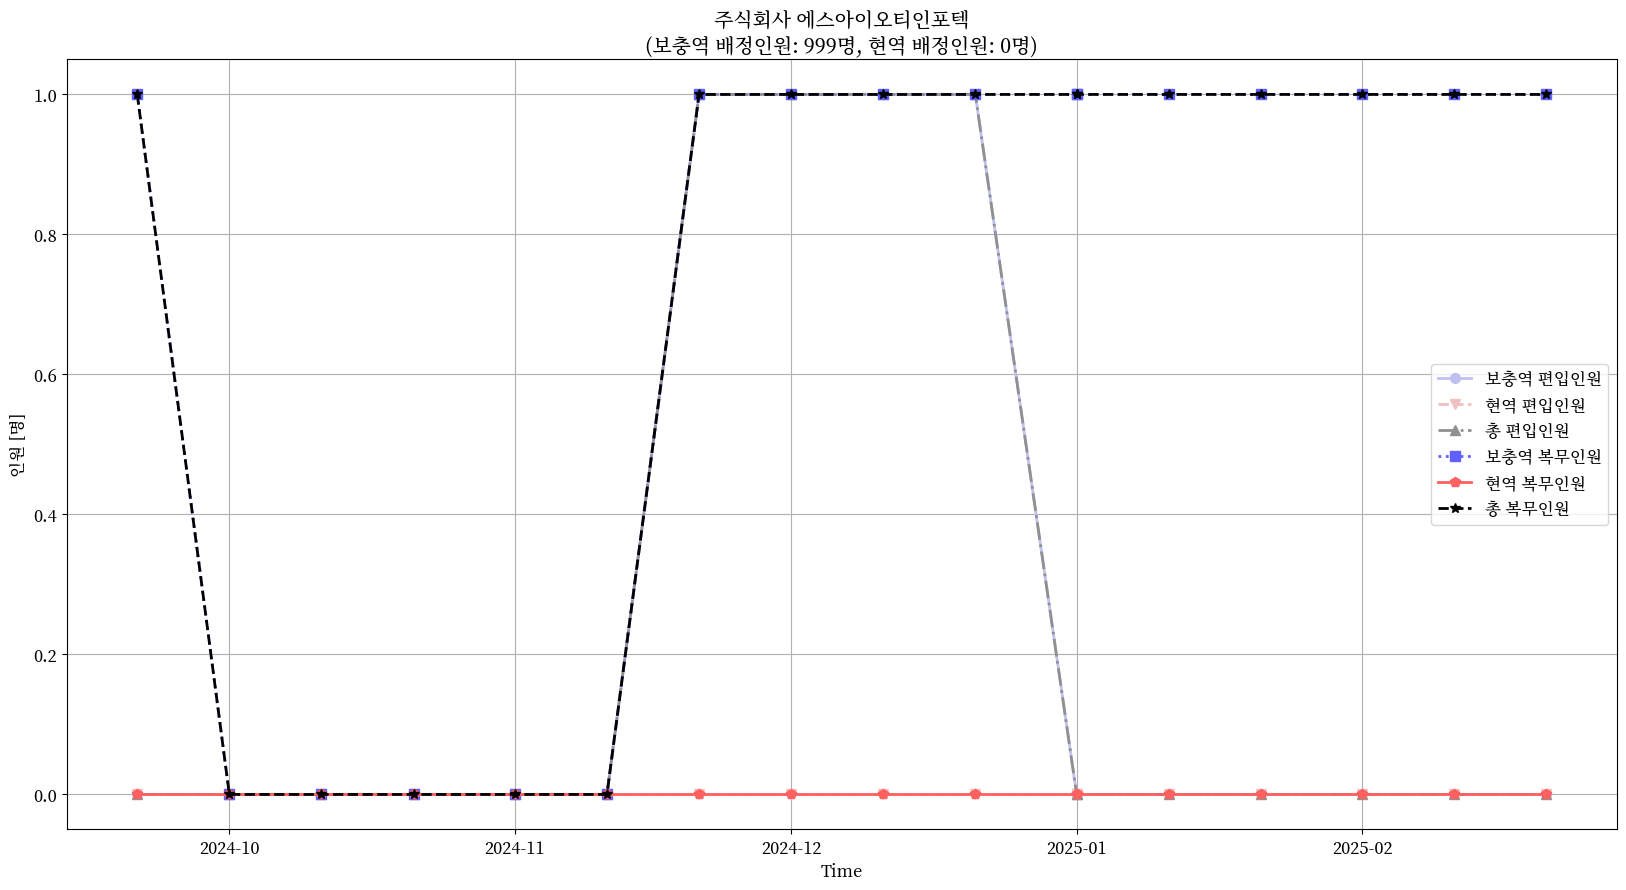 주식회사 에스아이오티인포텍
(보충역 배정인원: 999명, 현역 배정인원: 0명)
1.0
0.8
0.6
0.4
0.2
0.0
인원 [명]
보충역 편입인원
현역 편입인원
총 편입인원
보충역 복무인원
현역 복무인원
총 복무인원
2024-10
2024-11
2024-12
2025-01
2025-02
Time